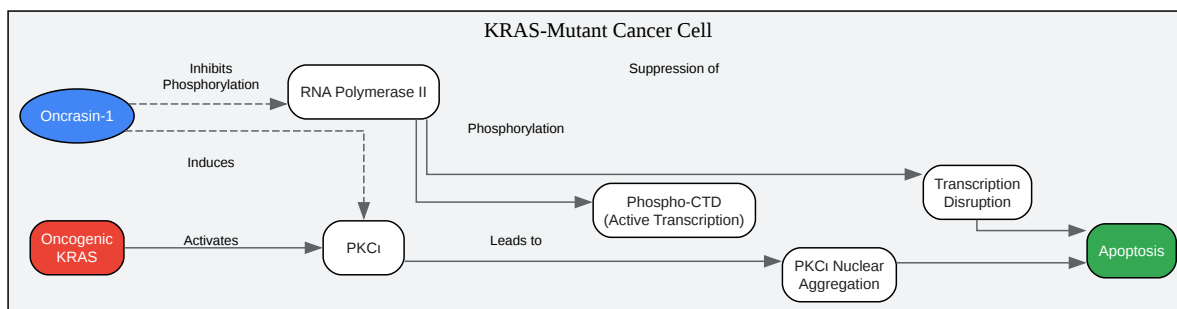 KRAS-Mutant Cancer Cell
Inhibits
Phosphorylation
Suppression of
RNA Polymerase II
Oncrasin-1
Phosphorylation
Induces
Transcription
Disruption
Phospho-CTD
(Active Transcription)
Oncogenic
KRAS
Activates
PKCι
Leads to
PKCι Nuclear
Aggregation
Apoptosis